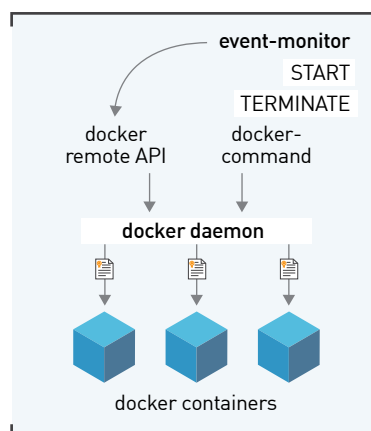 event-monitor
START
TERMINATE
docker
remote API
docker-
command
docker daemon
docker containers